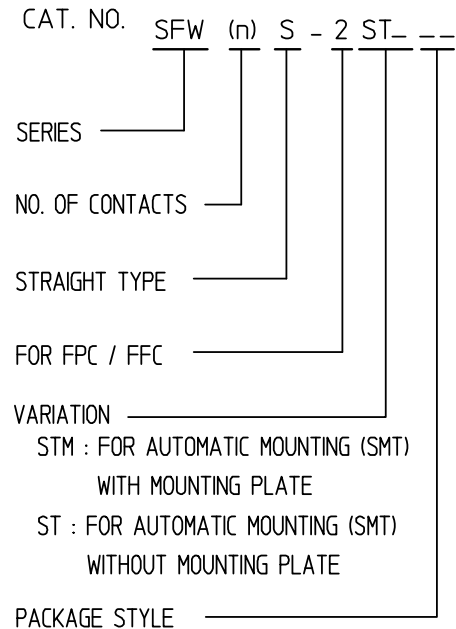 CAT. NO. SFW (n) S - 2 ST_ _ _
SERIES
NO. OF CONTACTS
STRAIGHT TYPE
FOR FPC / FFC
VARIATION
STM : FOR AUTOMATIC MOUNTING (SMT)
WITH MOUNTING PLATE
ST : FOR AUTOMATIC MOUNTING (SMT)
WITHOUT MOUNTING PLATE
PACKAGE STYLE